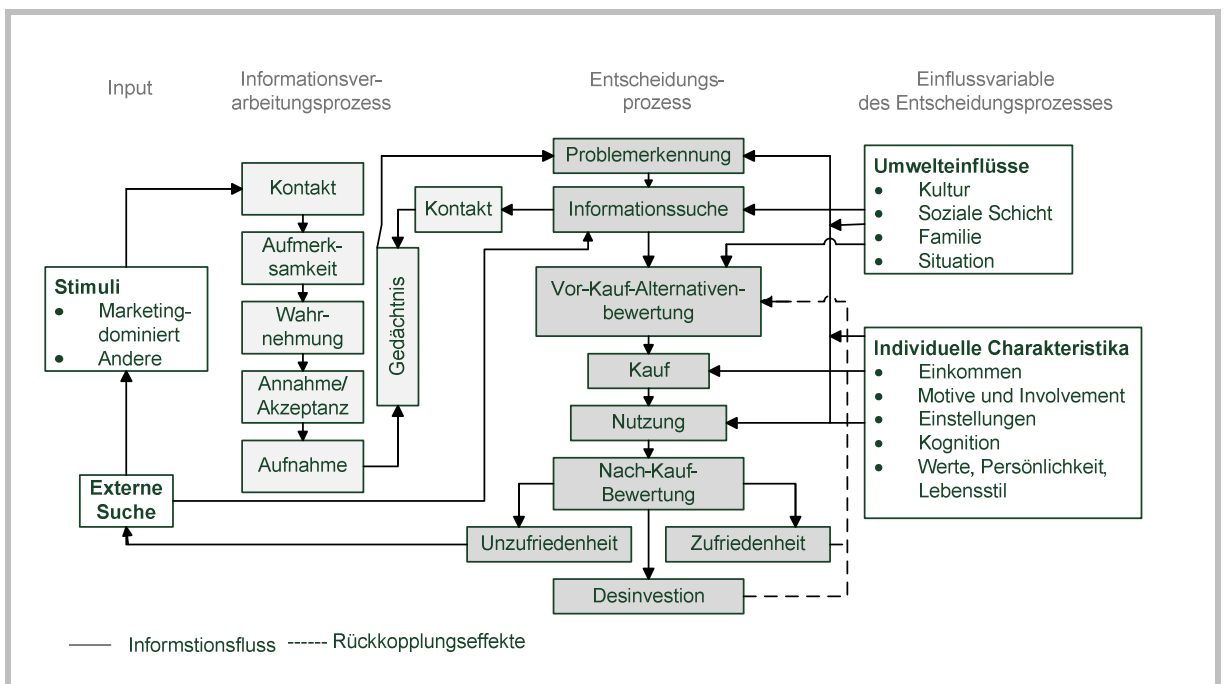 Input
Informationsver-
arbeitungsprozess
Entscheidungs-
prozess
Einflussvariable
des Entscheidungsprozesses
Stimuli
• Marketing-
dominiert
• Andere
Externe
Suche
Kontakt
Aufmerk-
samkeit
Wahr-
nehmung
Annahme/
Akzeptanz
Aufnahme
Kontakt
Gedächtnis
Problemerkennung
Informationssuche
Vor-Kauf-Alternativen-
bewertung
Kauf
Nutzung
Nach-Kauf-
Bewertung
Unzufriedenheit
Zufriedenheit
Desinvestion
Umwelteinflüsse
• Kultur
• Soziale Schicht
• Familie
• Situation
Individuelle Charakteristika
• Einkommen
• Motive und Involvement
• Einstellungen
• Kognition
• Werte, Persönlichkeit,
Lebensstil
Informstionsfluss
Rückkopplungseffekte